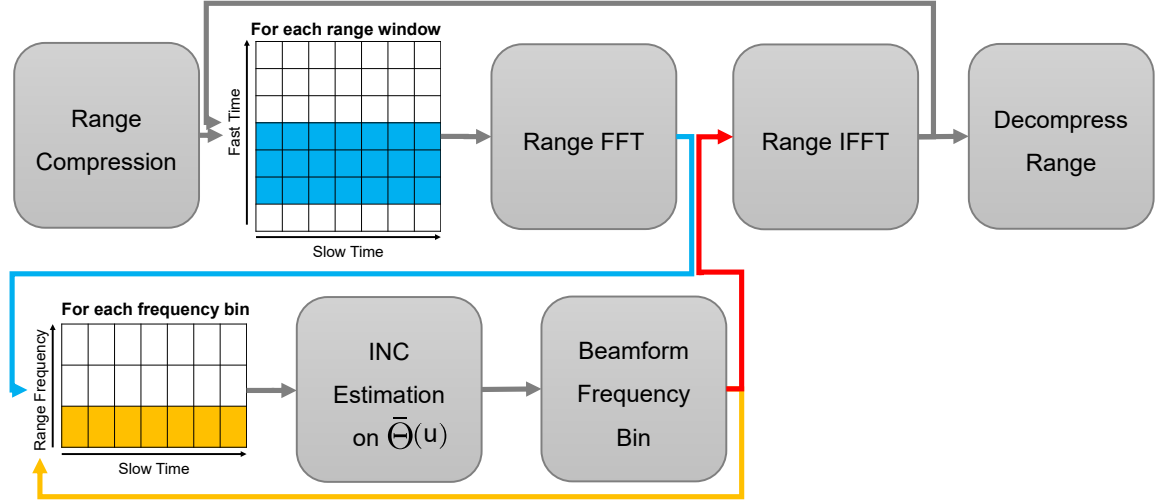 For each range window
Range
Compression
Fast Time
Slow Time
Range FFT
Range IFFT
Decompress
Range
For each frequency bin
Range Frequency
Slow Time
INC
Estimation
on Θ̄(u)
Beamform
Frequency
Bin